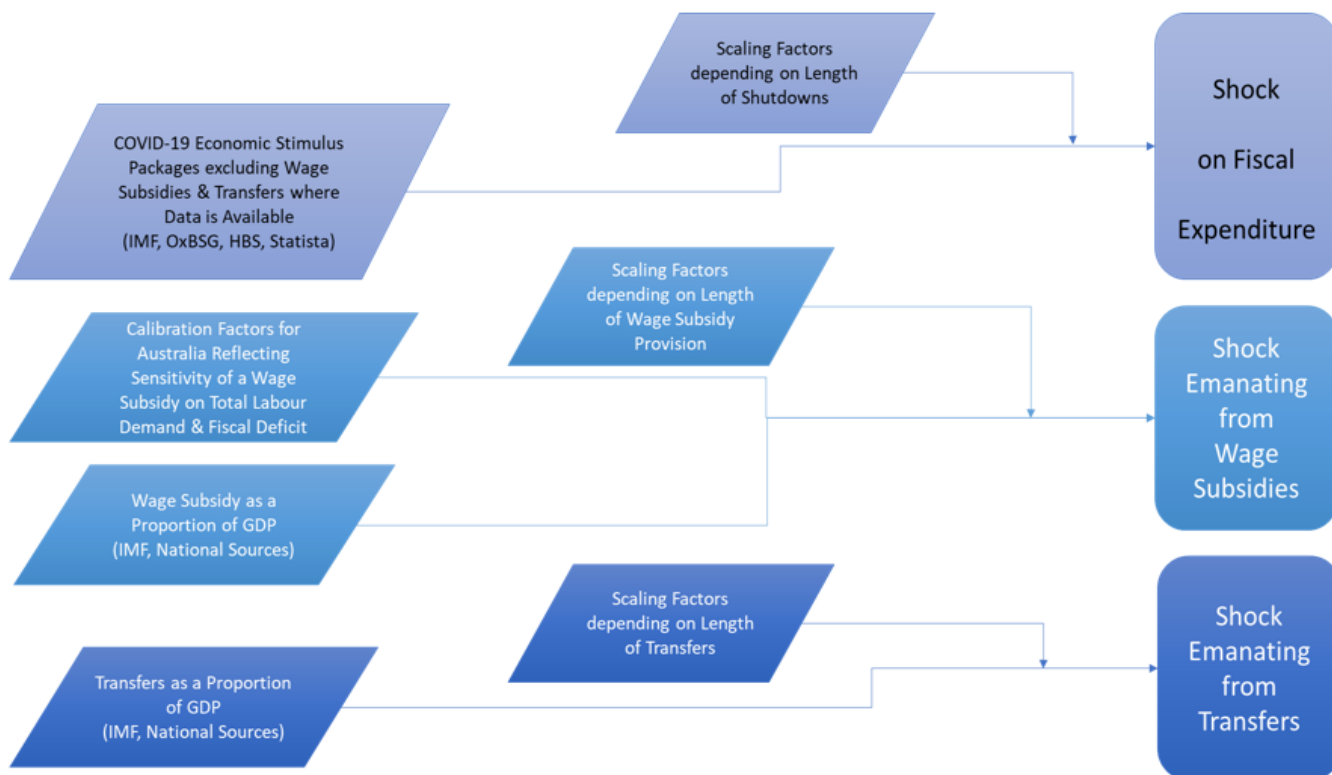 Scaling Factors
depending on Length
of Shutdowns
Shock
on Fiscal
Expenditure
COVID-19 Economic Stimulus
Packages excluding Wage
Subsidies & Transfers where
Data is Available
(IMF, OxBSG, HBS, Statista)
Scaling Factors
depending on Length
of Wage Subsidy
Provision
Calibration Factors for
Australia Reflecting
Sensitivity of a Wage
Subsidy on Total Labour
Demand & Fiscal Deficit
Shock
Emanating
from
Wage
Subsidies
Wage Subsidy as a
Proportion of GDP
(IMF, National Sources)
Scaling Factors
depending on Length
of Transfers
Shock
Emanating
from
Transfers
Transfers as a Proportion
of GDP
(IMF, National Sources)